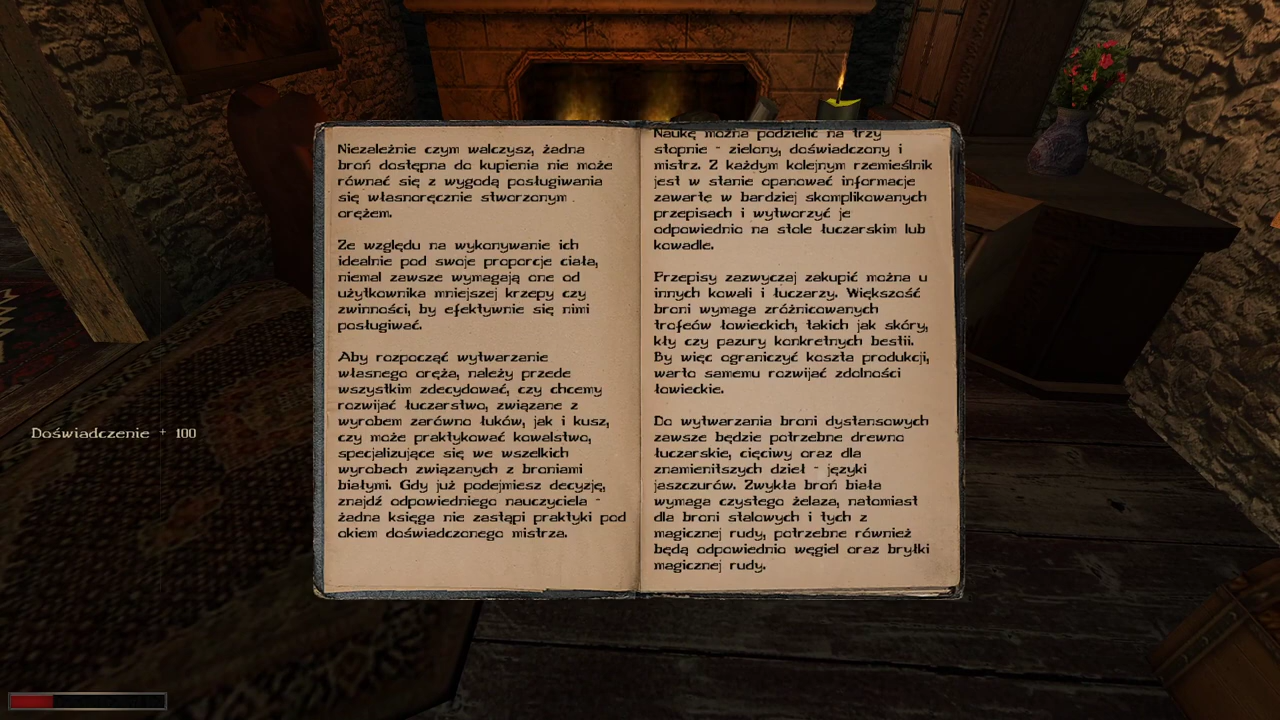 Niezależnie czym walczysz, żadna
broń dostępna do kupienia nie może
równać się z wygodą posługiwania
się własnoręcznie stworzonym
orężem.
Ze względu na wykonywanie ich
idealnie pod swoje proporcje ciała,
niemal zawsze wymagają one od
użytkownika mniejszej krzepy czy
zwinności, by efektywnie się nimi
posługiwać.
Aby rozpocząć wytwarzanie
własnego oręża, należy przede
wszystkim zdecydować, czy chcemy
rozwijać łuczarstwo, związane z
wyrobem zarówno łuków, jak i kusz,
czy może praktykować kowalstwo,
specjalizujące się we wszelkich
wyrobach związanych z broniami
białymi. Gdy już podejmiesz decyzję,
znajdź odpowiedniego nauczyciela -
żadna księga nie zastąpi praktyki pod
okiem doświadczonego mistrza.
Naukę można podzielić na trzy
stopnie - zielony, doświadczony i
mistrz. Z każdym kolejnym rzemieślnik
jest w stanie opanować informacje
zawarte w bardziej skomplikowanych
przepisach i wytworzyć je
odpowiednio na stole łuczarskim lub
kowadle.
Przepisy zazwyczaj zakupić można u
innych kowali i łuczarzy. Większość
broni wymaga zróżnicowanych
trofeów łowieckich, takich jak skóry,
kły czy pazury konkretnych bestii.
By więc ograniczyć koszta produkcji,
warto samemu rozwijać zdolności
łowieckie.
Do wytwarzania broni dystansowych
zawsze będzie potrzebne drewno
łuczarskie, cięciwy oraz dla
znamienitszych dzieł - języki
jaszczurów. Zwykła broń biała
wymaga czystego żelaza, natomiast
dla broni stalowych i tych z
magicznej rudy, potrzebne również
będą odpowiednio węgiel oraz bryłki
magicznej rudy.
Doświadczenie + 100